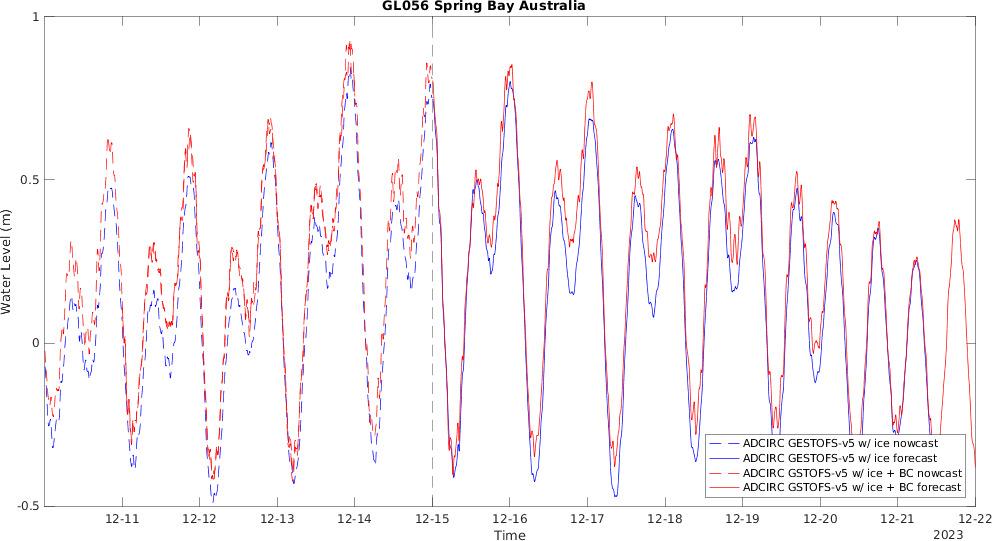 GL056 Spring Bay Australia
Water Level (m)
1
0.5
0
-0.5
ADCIRC GESTOFS-v5 w/ ice nowcast
ADCIRC GESTOFS-v5 w/ ice forecast
ADCIRC GSTOFS-v5 w/ ice + BC nowcast
ADCIRC GSTOFS-v5 w/ ice + BC forecast
12-11 12-12 12-13 12-14 12-15 12-16 12-17 12-18 12-19 12-20 12-21 12-22
Time
2023